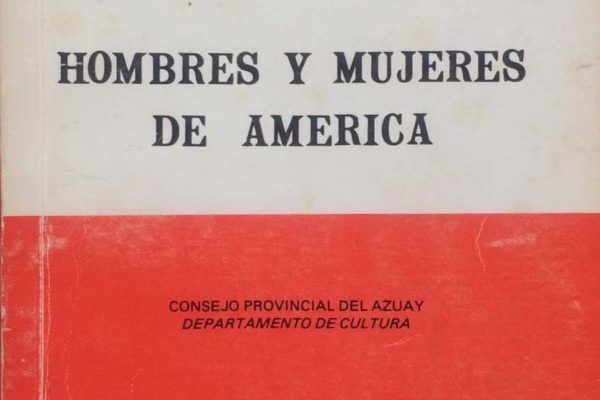 HOMBRES Y MUJERES
DE AMERICA
CONSEJO PROVINCIAL DEL AZUAY
DEPARTAMENTO DE CULTURA